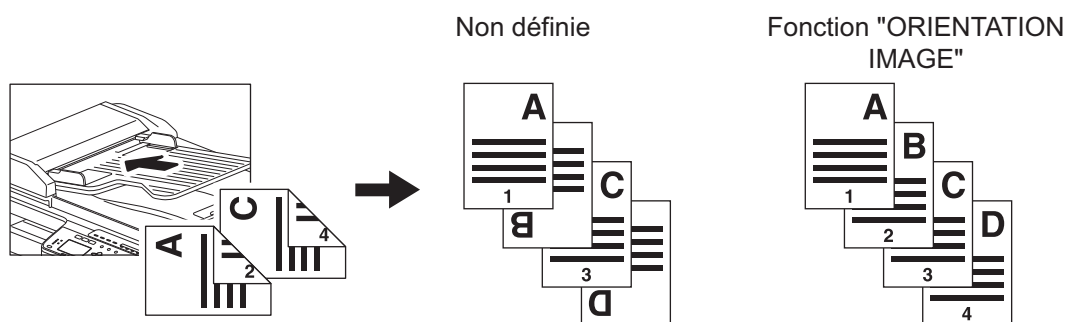 Non définie
Fonction "ORIENTATION
IMAGE"
A
2
C
4
A
1
B
C
3
D
A
1
B
2
C
3
D
4